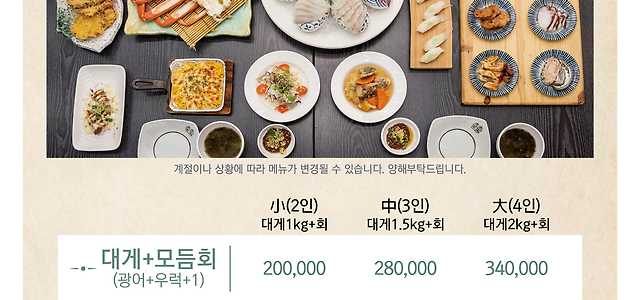 계절이나 상황에 따라 메뉴가 변경될 수 있습니다. 양해부탁드립니다.
小(2인) 中(3인) 大(4인)
대게1kg+회 대게1.5kg+회 대게2kg+회
대게+모듬회 200,000 280,000 340,000
(광어+우럭+1)